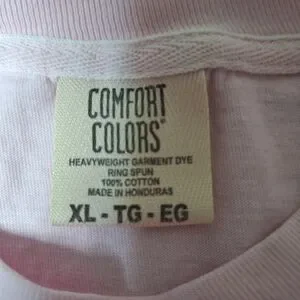 COMFORT
COLORS®
HEAVYWEIGHT GARMENT DYE
RING SPUN
100% COTTON
MADE IN HONDURAS
XL - TG - EG